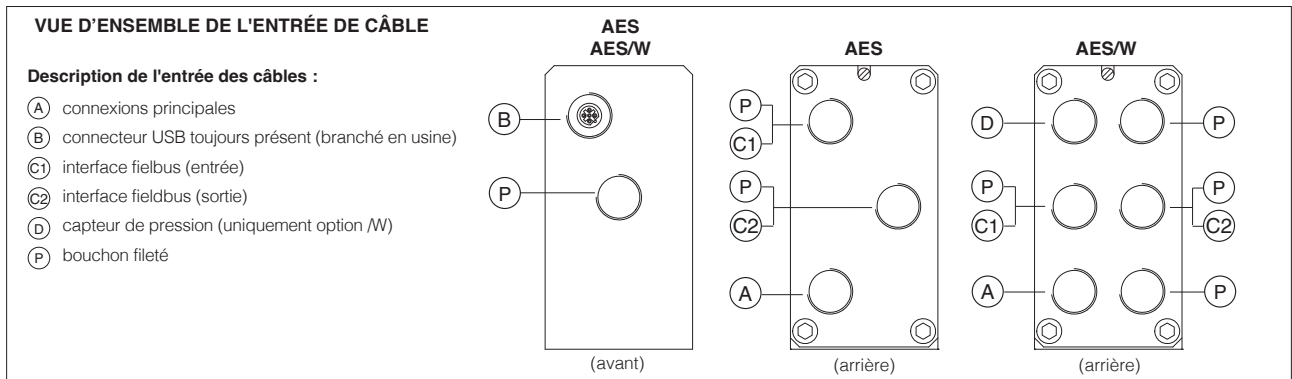 VUE D’ENSEMBLE DE L'ENTRÉE DE CÂBLE
Description de l'entrée des câbles :
A connexions principales
B connecteur USB toujours présent (branché en usine)
C1 interface fielbus (entrée)
C2 interface fieldbus (sortie)
D capteur de pression (uniquement option /W)
P bouchon fileté
AES
AES/W
B
P
(avant)
AES
P
C1
P
C2
A
(arrière)
AES/W
D
P
P
C1
P
C2
A
P
(arrière)